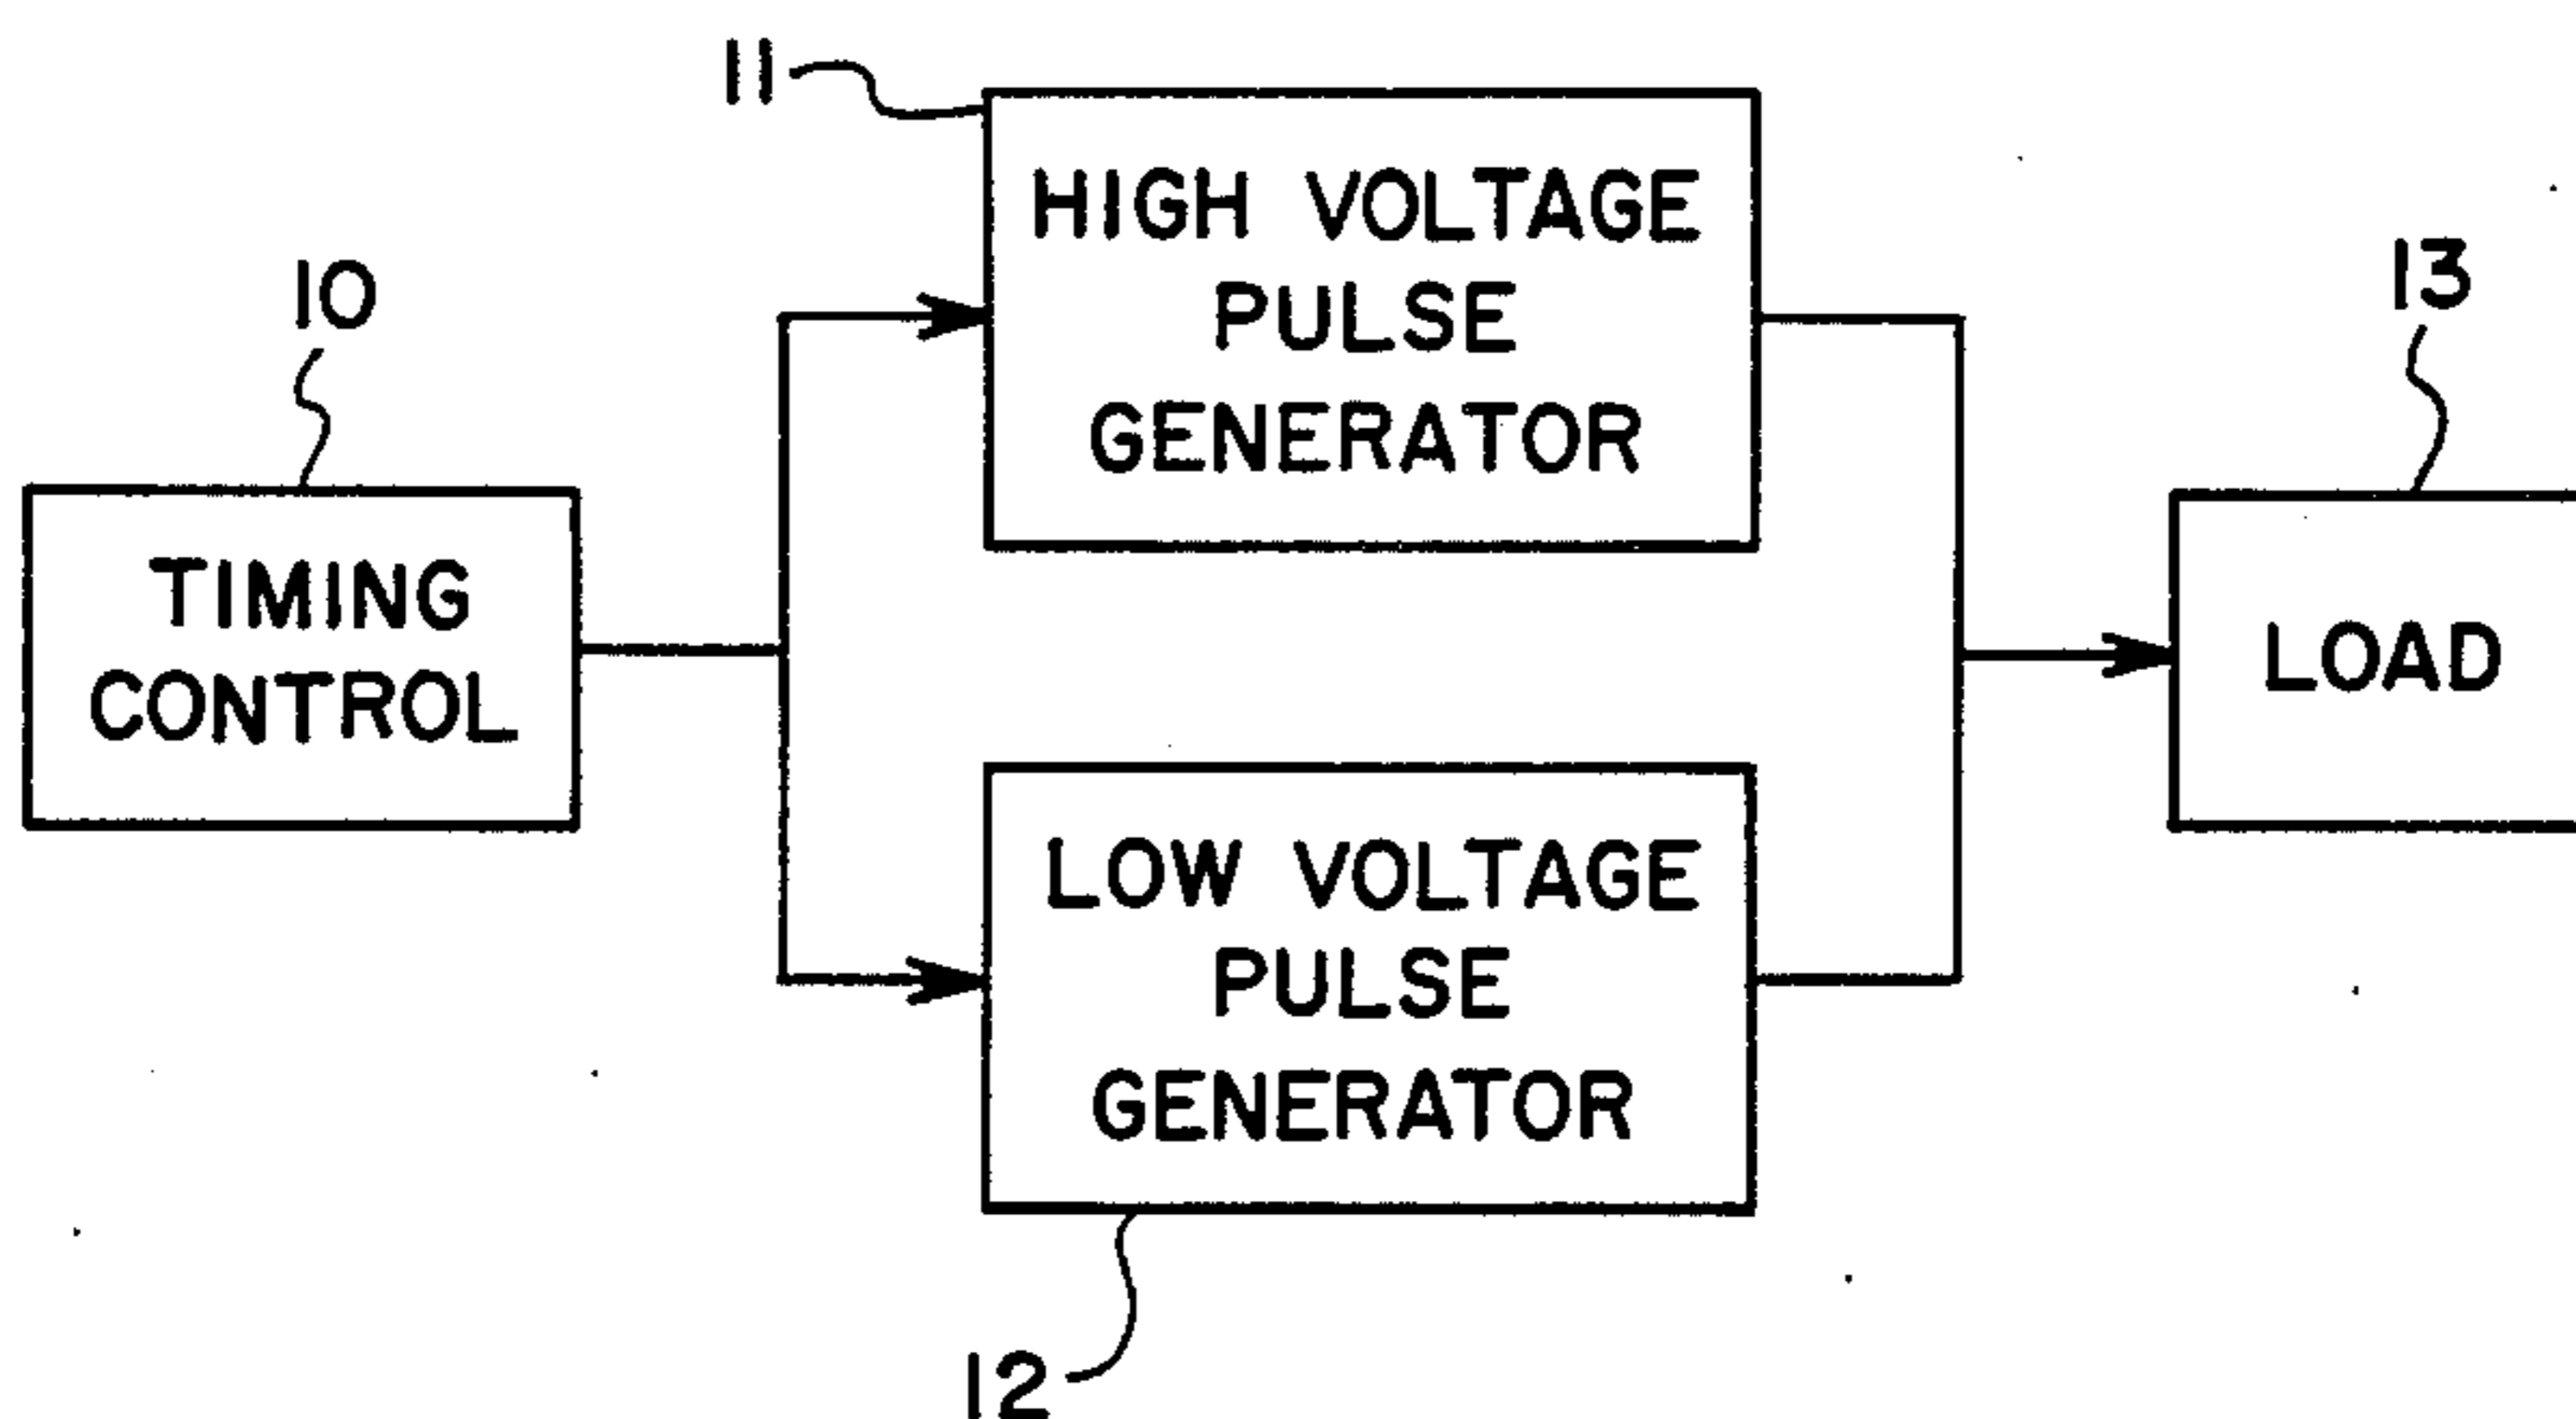 11
HIGH VOLTAGE
PULSE
GENERATOR
10
13
TIMING
CONTROL
LOAD
LOW VOLTAGE
PULSE
GENERATOR
12